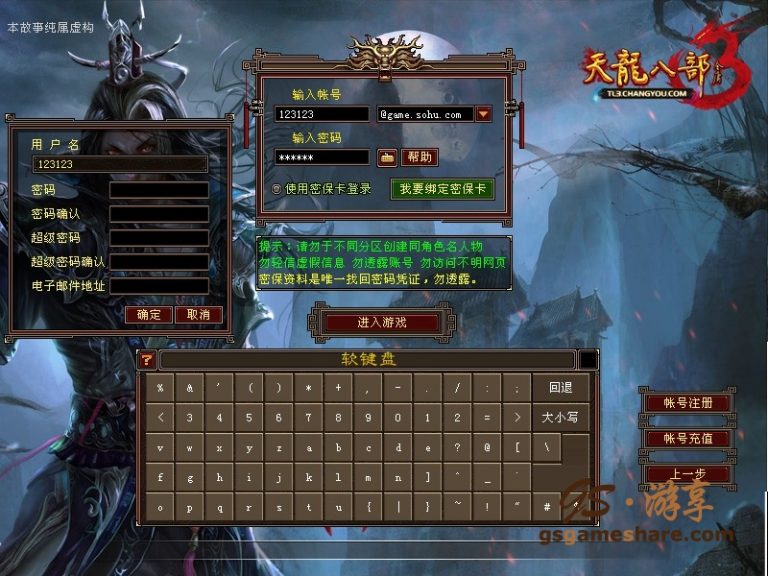 本故事纯属虚构
天龍八部3
TL3.CHANGYOU.COM
输入帐号
123123 @game.sohu.com
输入密码
****** 帮助
使用密保卡登录 我要绑定密保卡
用户名
123123
密码
密码确认
超级密码
超级密码确认
电子邮件地址
确定 取消
提示：请勿于不同分区创建同角色名人物
勿轻信虚假信息 勿透露账号 勿访问不明网页
密保资料是唯一找回密码凭证，勿透露。
进入游戏
? 软键盘
% & ' ( ) * + , - . / : ; 回退
< 3 4 5 6 7 8 9 0 1 2 = > 大小写
v w x y z a b c d e ? @ [ \
f g h i j k l m n ] ^ _ `
o p q r s t u { | } ~ ! " #
帐号注册
帐号充值
上一步
GS·游享
gsgameshare.com